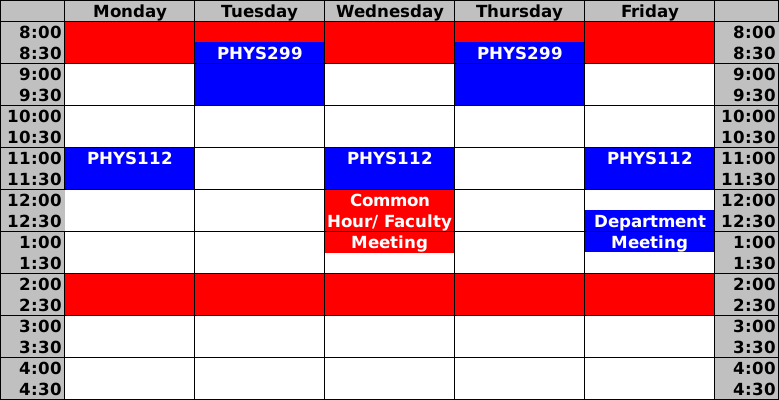 Monday Tuesday Wednesday Thursday Friday
8:00 8:00
8:30 PHYS299 PHYS299 8:30
9:00 9:00
9:30 9:30
10:00 10:00
10:30 10:30
11:00 PHYS112 PHYS112 PHYS112 11:00
11:30 11:30
12:00 Common 12:00
12:30 Hour/ Faculty Department 12:30
1:00 Meeting Meeting 1:00
1:30 1:30
2:00 2:00
2:30 2:30
3:00 3:00
3:30 3:30
4:00 4:00
4:30 4:30